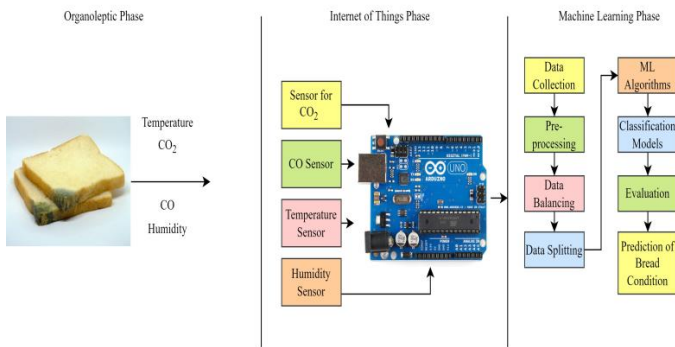 Organoleptic Phase
Temperature
CO2
CO
Humidity
Internet of Things Phase
Sensor for
CO2
CO Sensor
Temperature
Sensor
Humidity
Sensor
UNO
ARDUINO
Machine Learning Phase
Data
Collection
Pre-
processing
Data
Balancing
Data Splitting
ML
Algorithms
Classification
Models
Evaluation
Prediction of
Bread
Condition